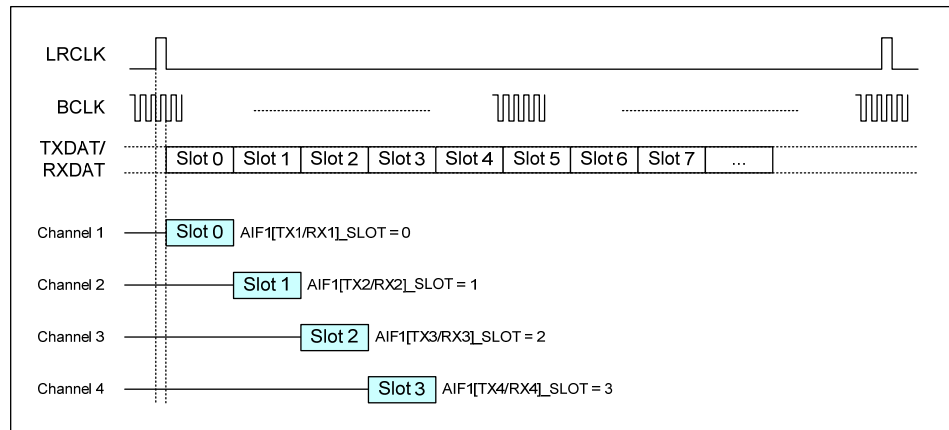 LRCLK
BCLK
TXDAT/
RXDAT
Slot 0 Slot 1 Slot 2 Slot 3 Slot 4 Slot 5 Slot 6 Slot 7 ...
Channel 1 Slot 0 AIF1[TX1/RX1]_SLOT = 0
Channel 2 Slot 1 AIF1[TX2/RX2]_SLOT = 1
Channel 3 Slot 2 AIF1[TX3/RX3]_SLOT = 2
Channel 4 Slot 3 AIF1[TX4/RX4]_SLOT = 3